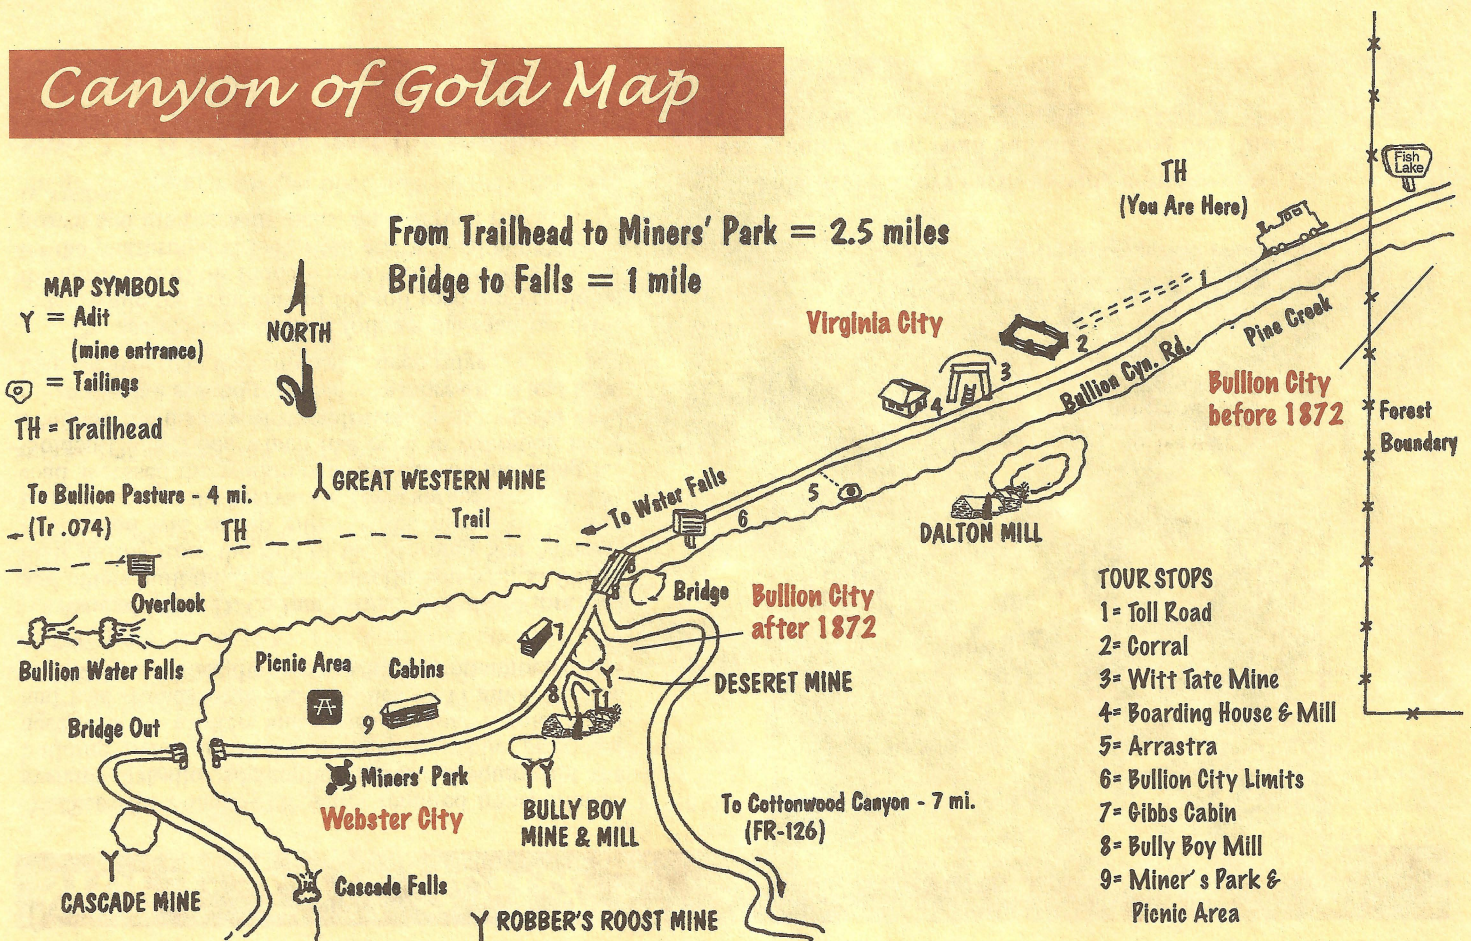 Canyon of Gold Map
Fish
Lake
TH
(You Are Here)
From Trailhead to Miners' Park = 2.5 miles
Bridge to Falls = 1 mile
MAP SYMBOLS
Y = Adit
(mine entrance)
= Tailings
TH = Trailhead
NORTH
S
Virginia City
1
2
3
4
Pine Creek
Bullion Cyn. Rd.
Bullion City
before 1872
Forest
Boundary
GREAT WESTERN MINE
To Bullion Pasture - 4 mi.
(Tr .074)
TH
Trail
To Water Falls
5
6
DALTON MILL
Overlook
Bridge
Bullion City
after 1872
Bullion Water Falls
Picnic Area
Cabins
7
8
9
DESERET MINE
Bridge Out
Miners' Park
Webster City
BULLY BOY
MINE & MILL
To Cottonwood Canyon - 7 mi.
(FR-126)
CASCADE MINE
Cascade Falls
ROBBER'S ROOST MINE
TOUR STOPS
1= Toll Road
2= Corral
3= Witt Tate Mine
4= Boarding House & Mill
5= Arrastra
6= Bullion City Limits
7= Gibbs Cabin
8= Bully Boy Mill
9= Miner's Park &
Picnic Area